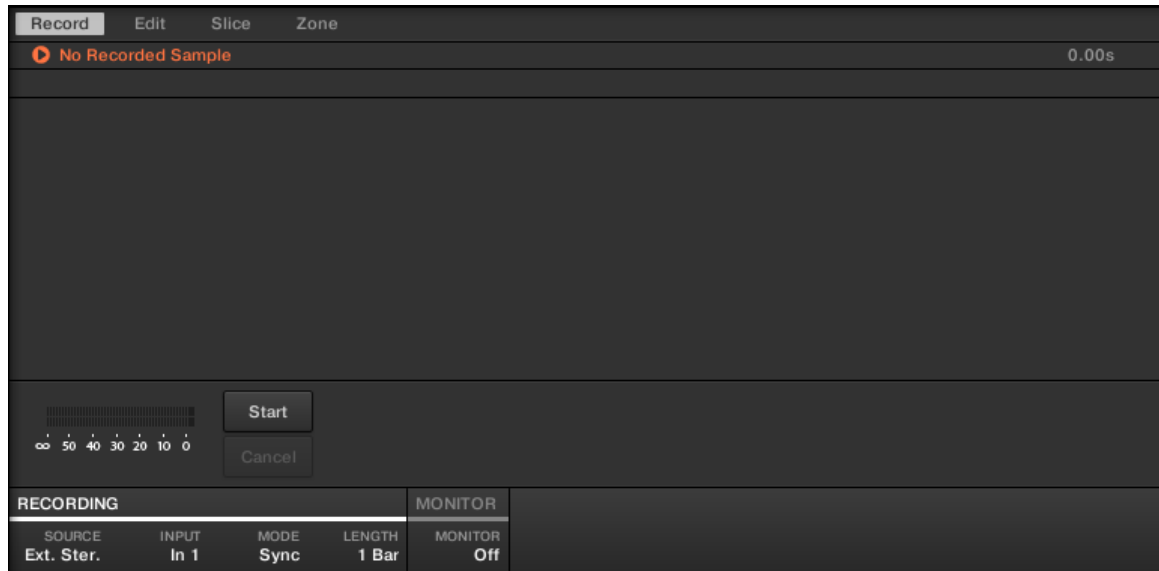 Record Edit Slice Zone
No Recorded Sample 0.00s
Start
∞ 50 40 30 20 10 0
Cancel
RECORDING MONITOR
SOURCE INPUT MODE LENGTH MONITOR
Ext. Ster. In 1 Sync 1 Bar Off